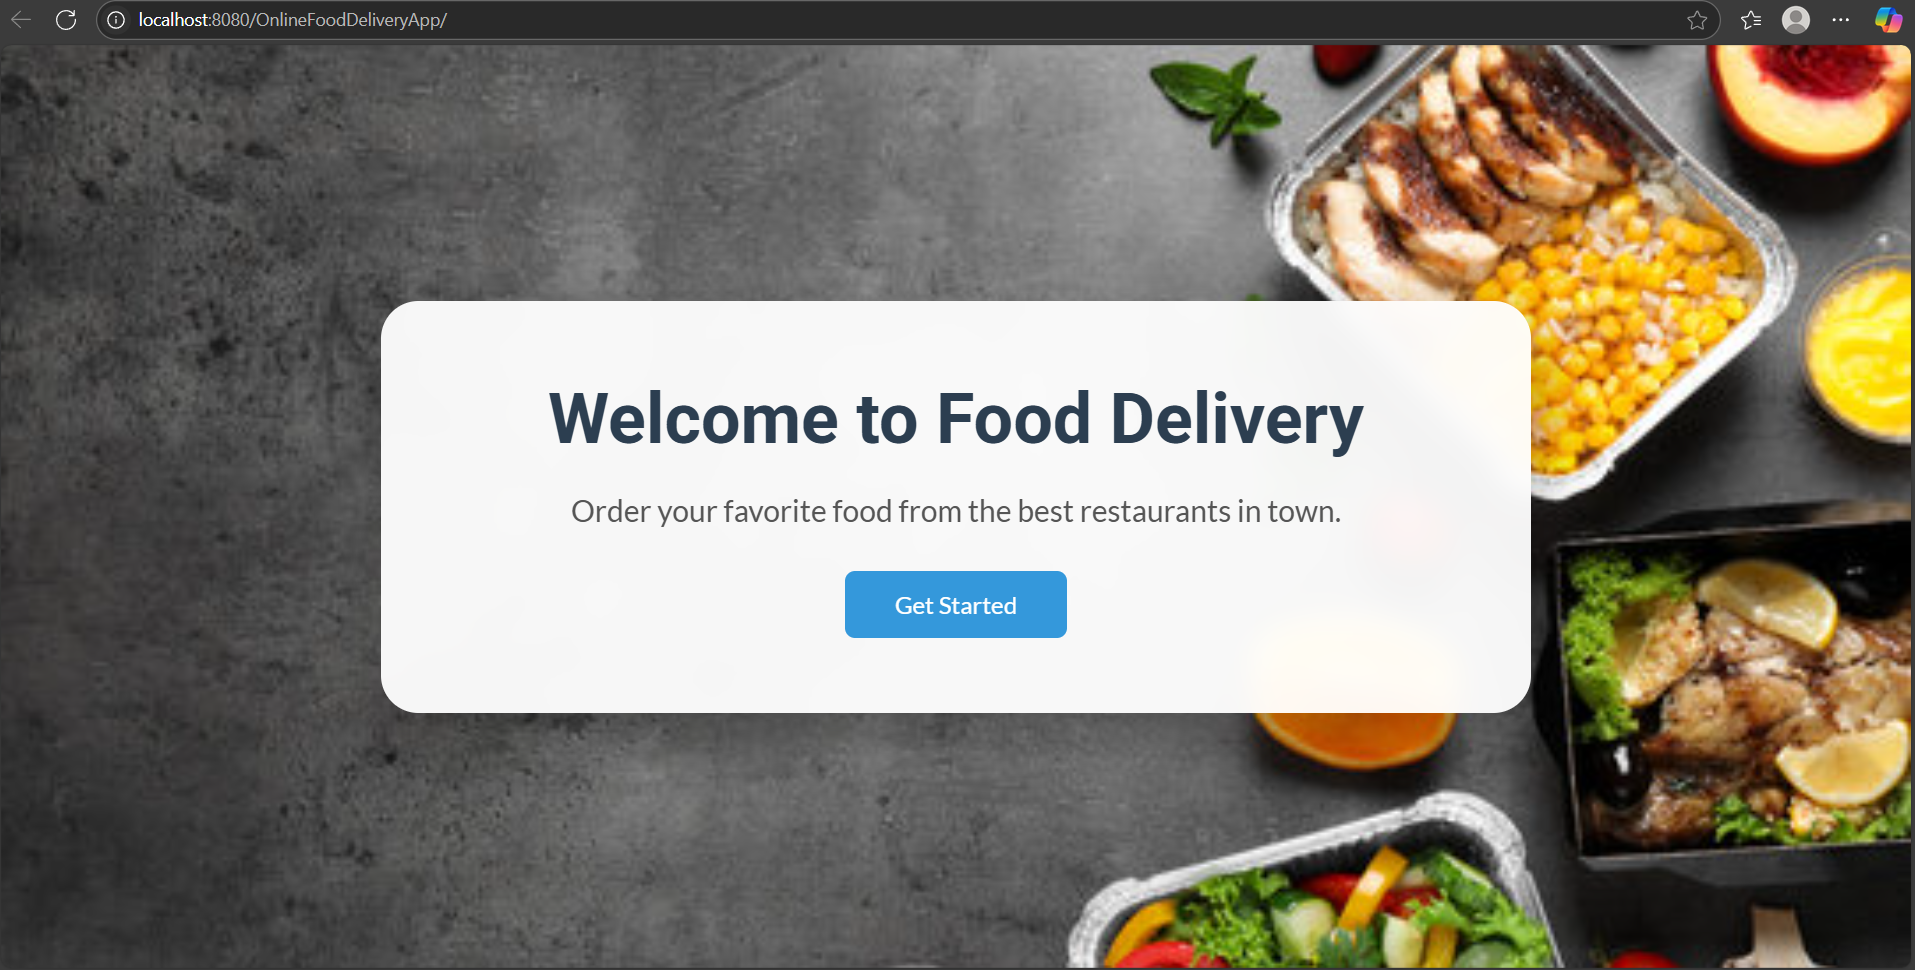 localhost:8080/OnlineFoodDeliveryApp/
Welcome to Food Delivery
Order your favorite food from the best restaurants in town.
Get Started